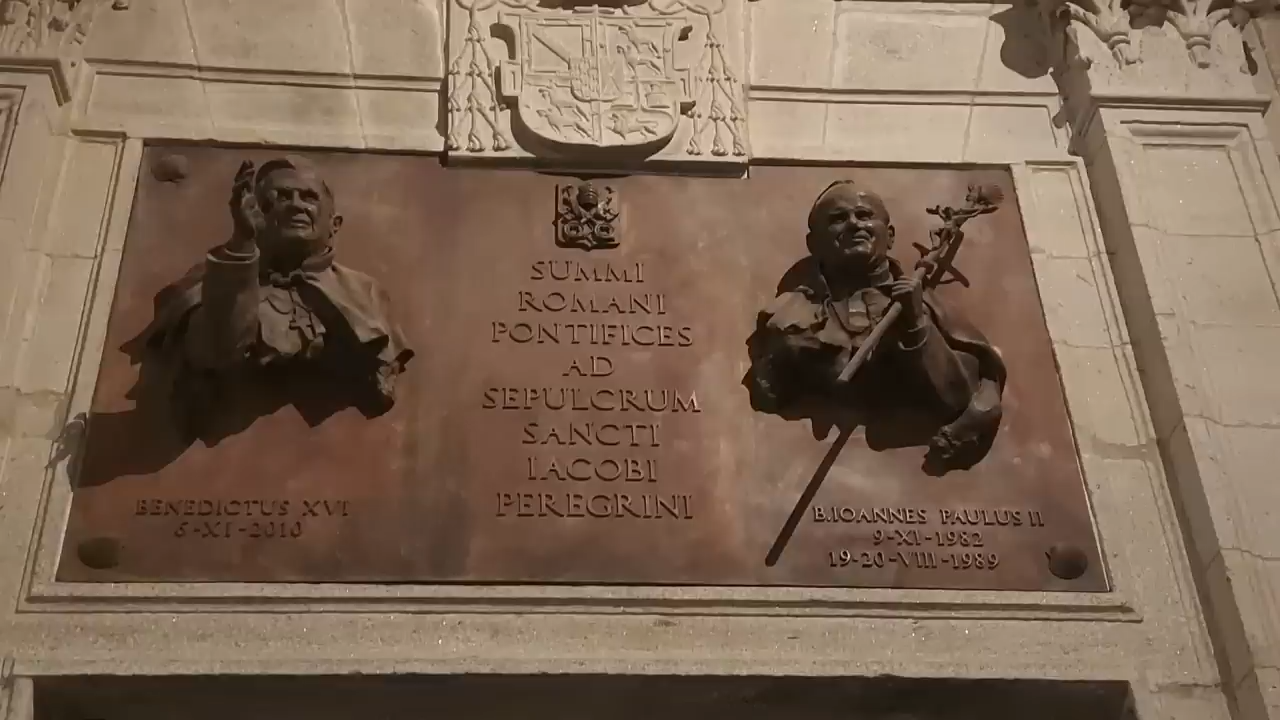 SUMMI
ROMANI
PONTIFICES
AD
SEPULCRUM
SANCTI
IACOBI
PEREGRINI
BENEDICTUS XVI
6-XI-2010
B.IOANNES PAULUS II
9-XI-1982
19-20-VIII-1989